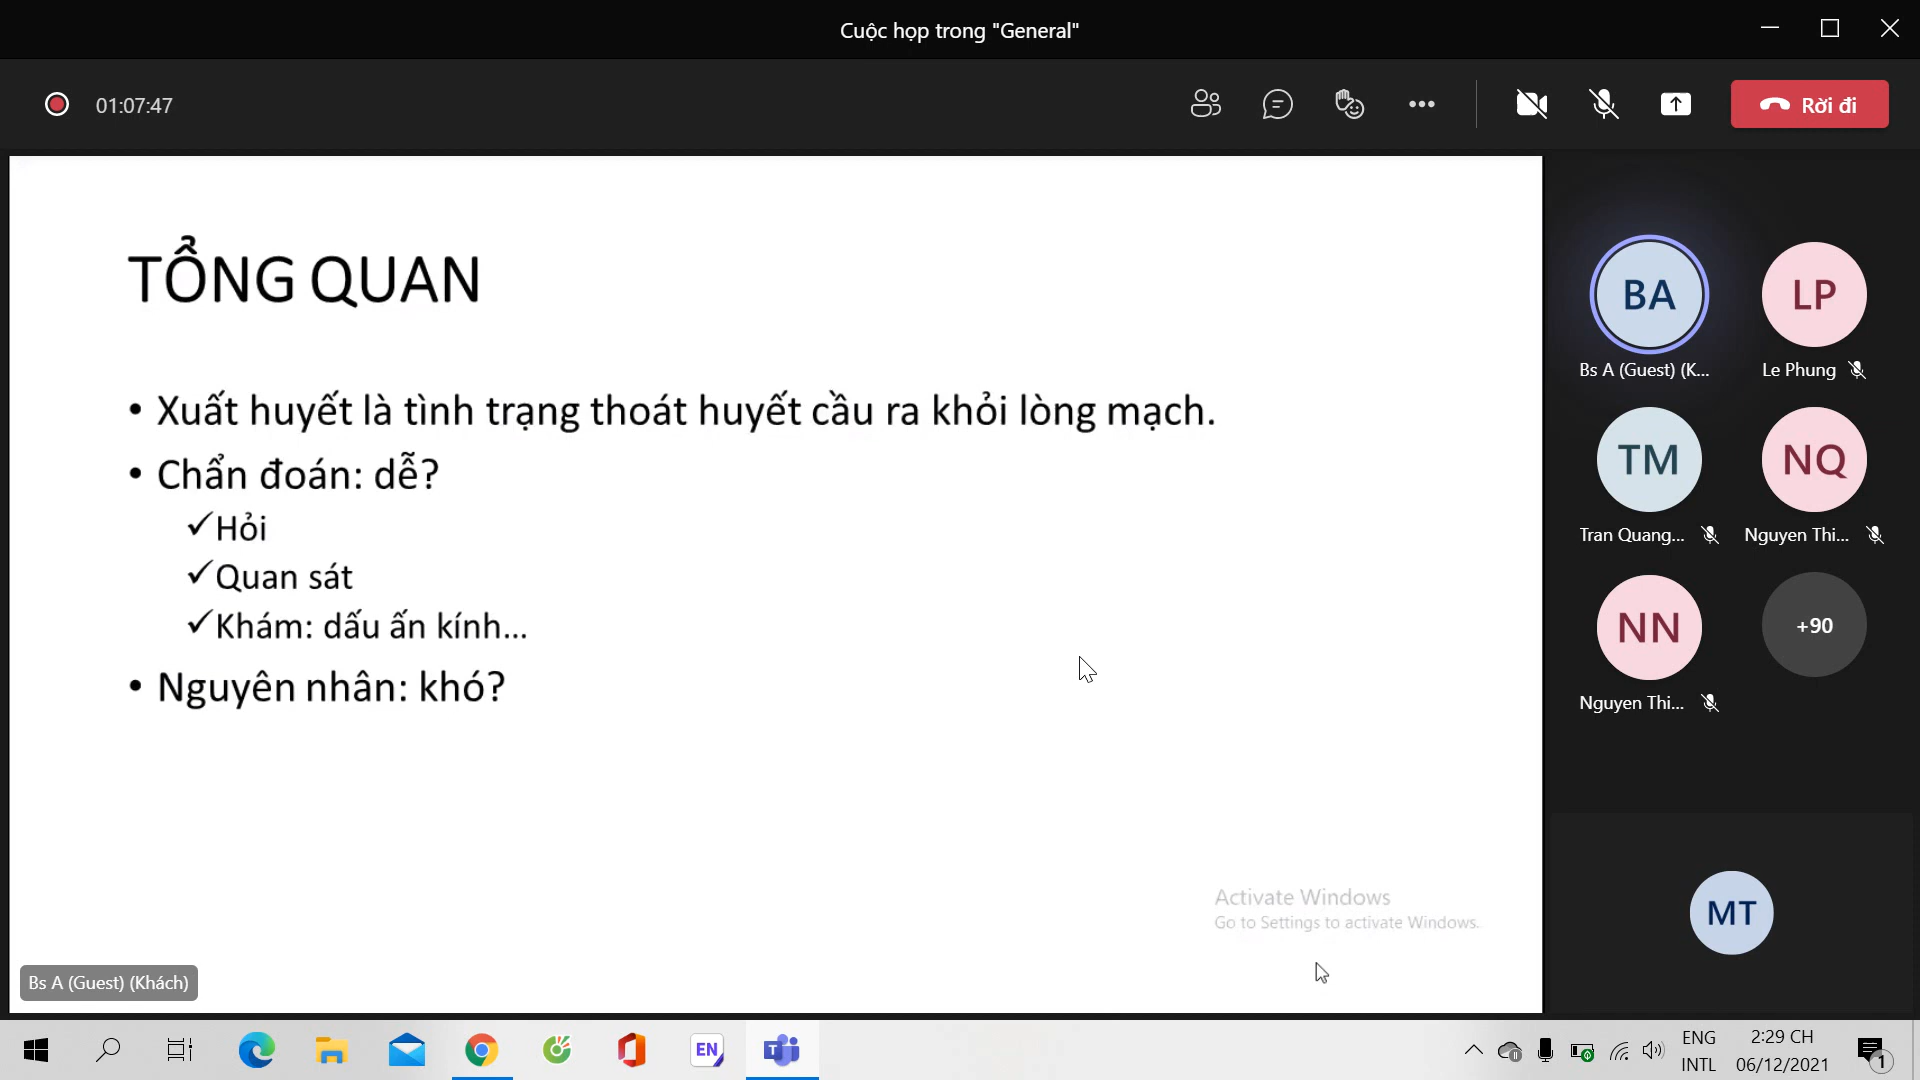 Cuộc họp trong "General"
01:07:47
Rời đi
TỔNG QUAN
• Xuất huyết là tình trạng thoát huyết cầu ra khỏi lòng mạch.
• Chẩn đoán: dễ?
✓Hỏi
✓Quan sát
✓Khám: dấu ấn kính...
• Nguyên nhân: khó?
Activate Windows
Go to Settings to activate Windows.
Bs A (Guest) (Khách)
BA
LP
Bs A (Guest) (K...
Le Phung
TM
NQ
Tran Quang...
Nguyen Thi...
NN
+90
Nguyen Thi...
MT
EN
T
ENG
INTL
2:29 CH
06/12/2021
1